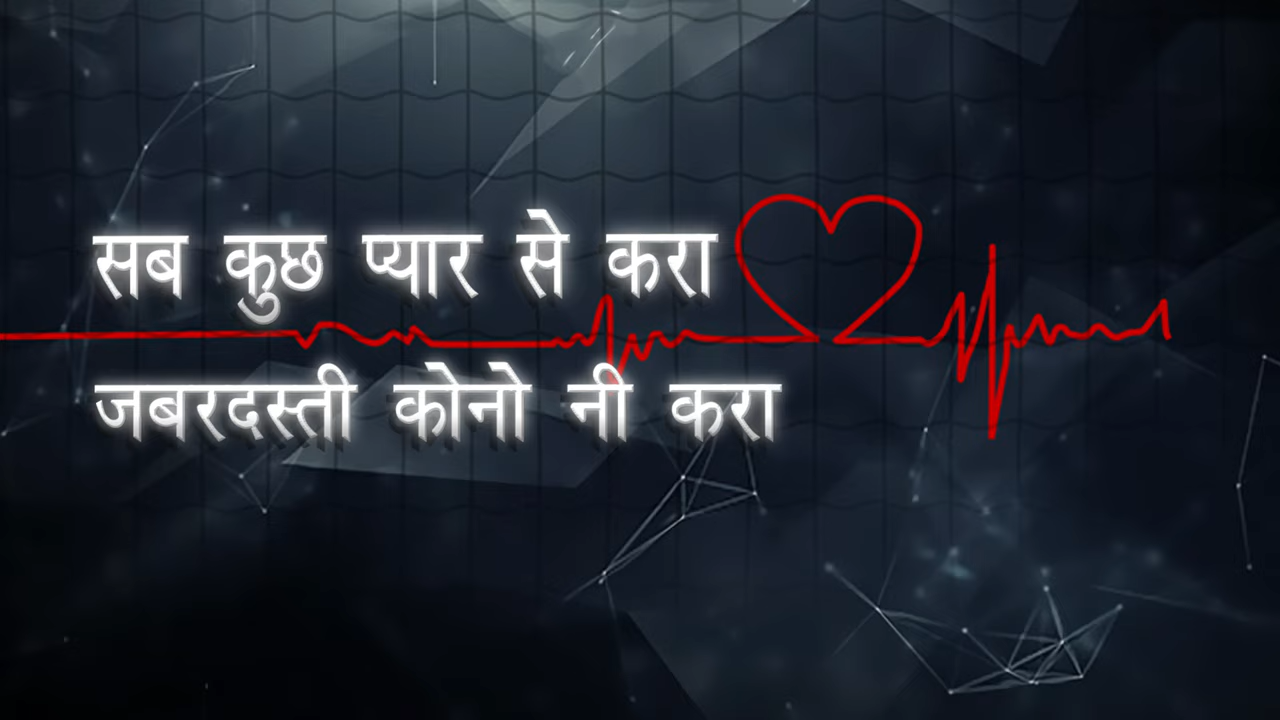 सब कुछ प्यार से करा
जबरदस्ती कोनो नी करा